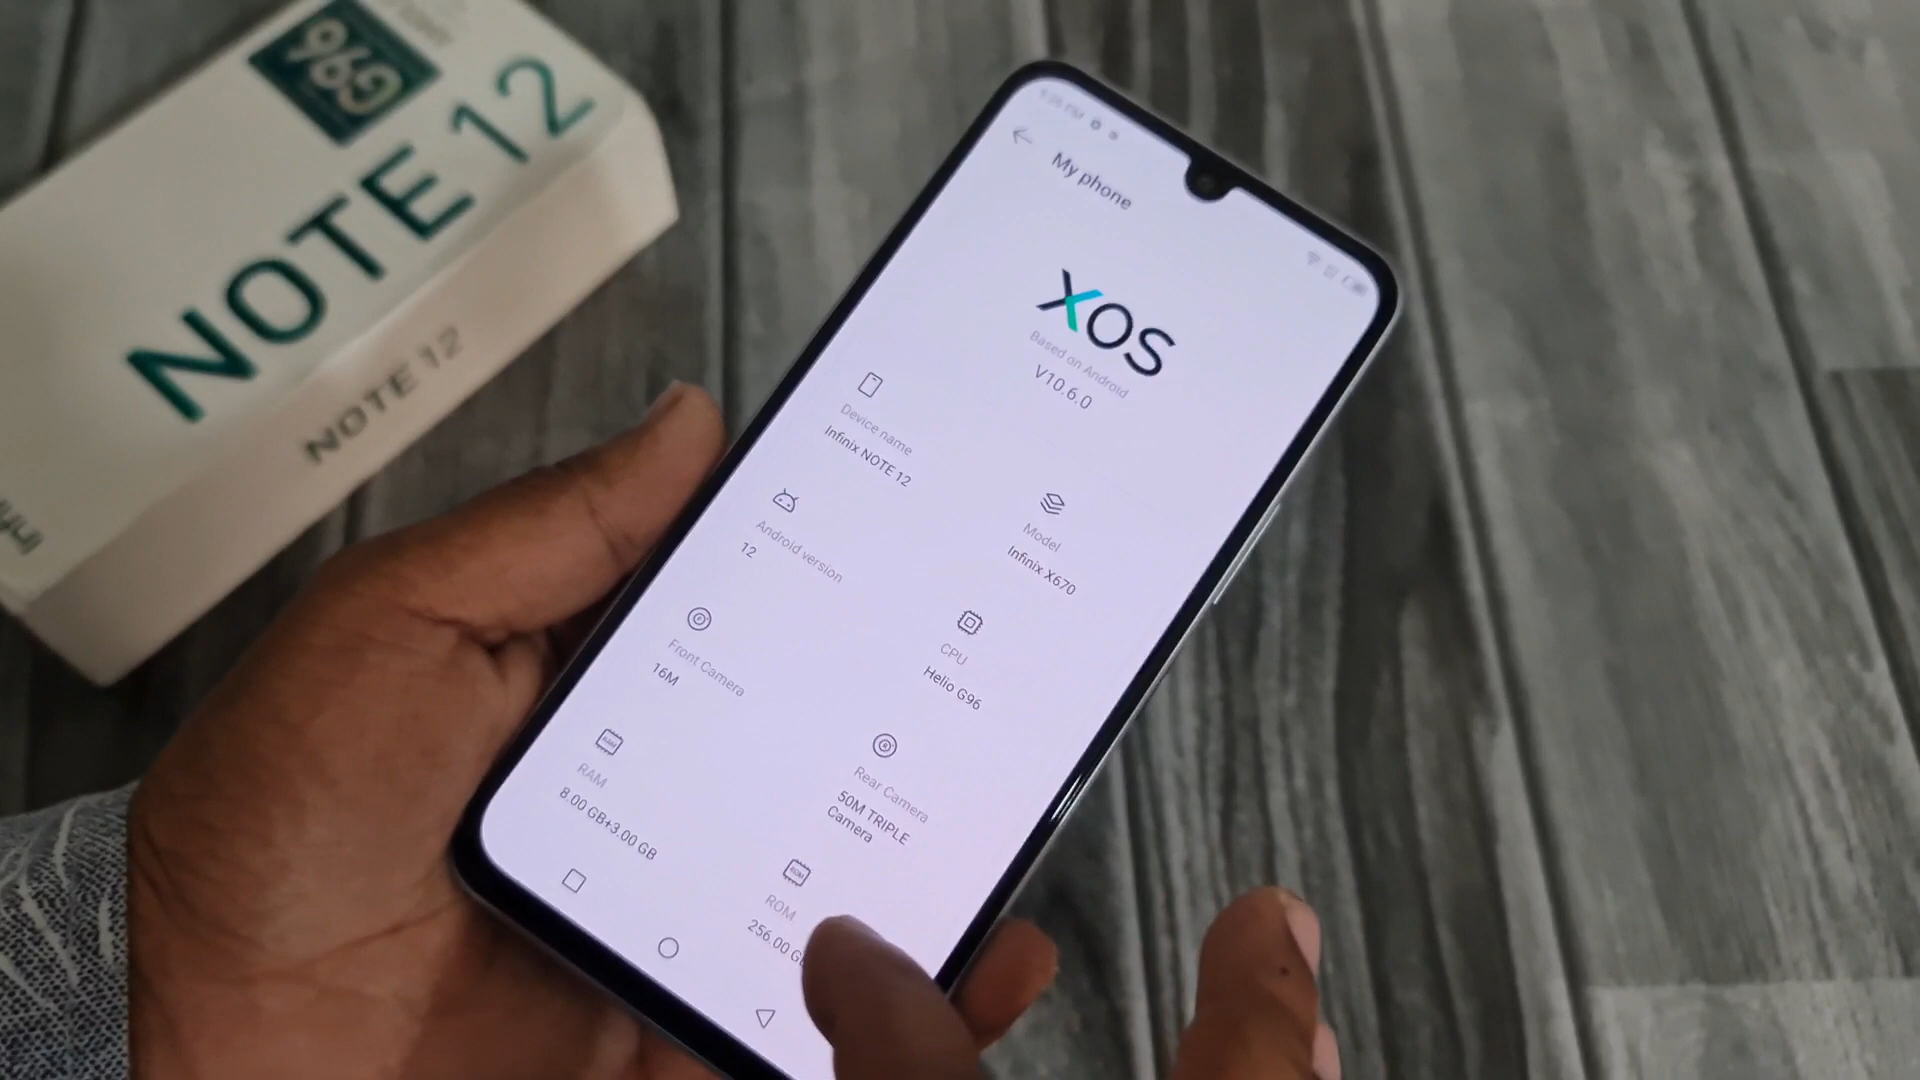 G96
NOTE 12
NOTE 12
My phone
XOS
Based on Android
V10.6.0
Device name
Infinix NOTE 12
Model
Infinix X670
Android version
12
CPU
Helio G96
Front Camera
16M
Rear Camera
50M TRIPLE
Camera
RAM
8.00 GB+3.00 GB
ROM
256.00